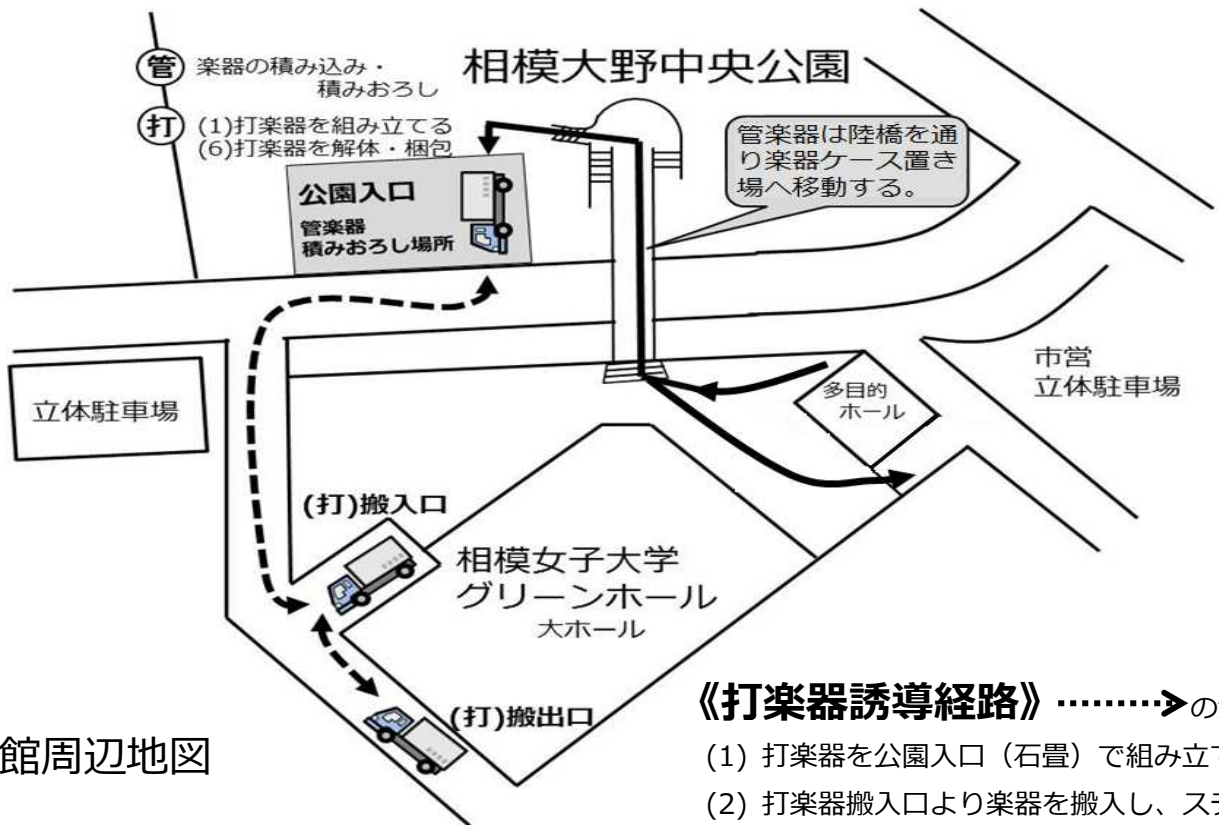 相模大野中央公園
管 楽器の積み込み・
積みおろし
打 (1)打楽器を組み立てる
(6)打楽器を解体・梱包
管楽器は陸橋を通
り楽器ケース置き
場へ移動する。
公園入口
管楽器
積みおろし場所
市営
立体駐車場
多目的
ホール
立体駐車場
(打)搬入口
相模女子大学
グリーンホール
大ホール
(打)搬出口
館周辺地図
《打楽器誘導経路》………➤の
(1) 打楽器を公園入口（石畳）で組み立
(2) 打楽器搬入口より楽器を搬入し、ス